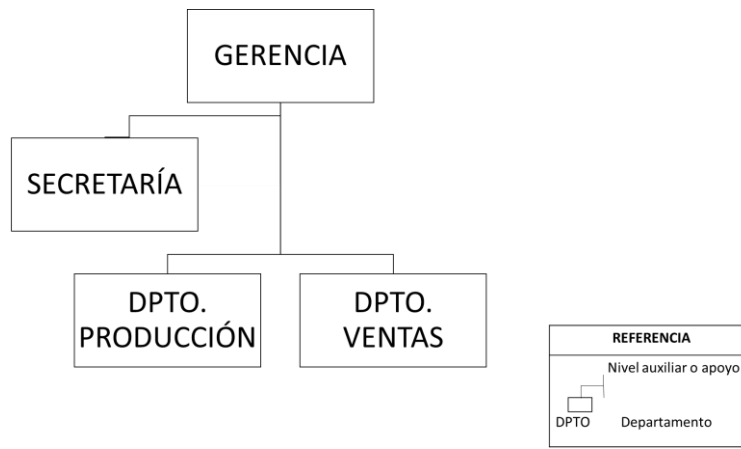 GERENCIA
SECRETARÍA
DPTO.
PRODUCCIÓN
DPTO.
VENTAS
REFERENCIA
Nivel auxiliar o apoyo
DPTO Departamento